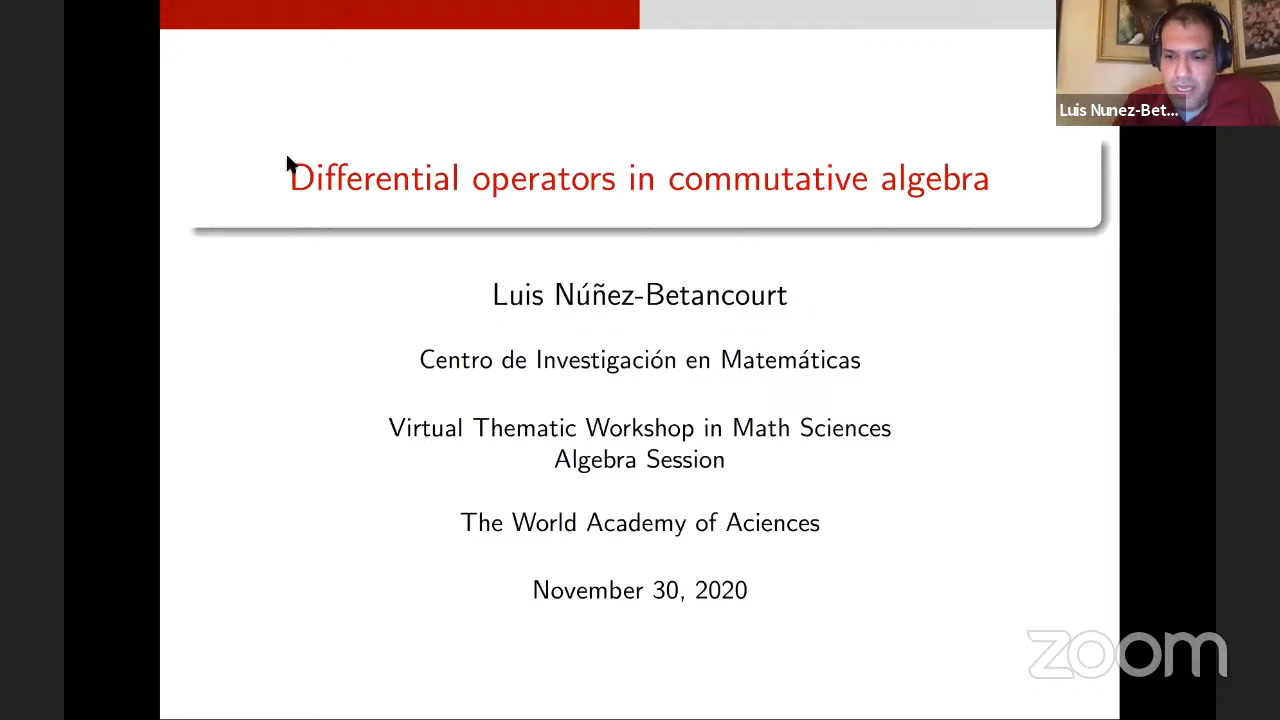 Luis Nunez-Bet...
Differential operators in commutative algebra
Luis Núñez-Betancourt
Centro de Investigación en Matemáticas
Virtual Thematic Workshop in Math Sciences
Algebra Session
The World Academy of Aciences
November 30, 2020
zoom